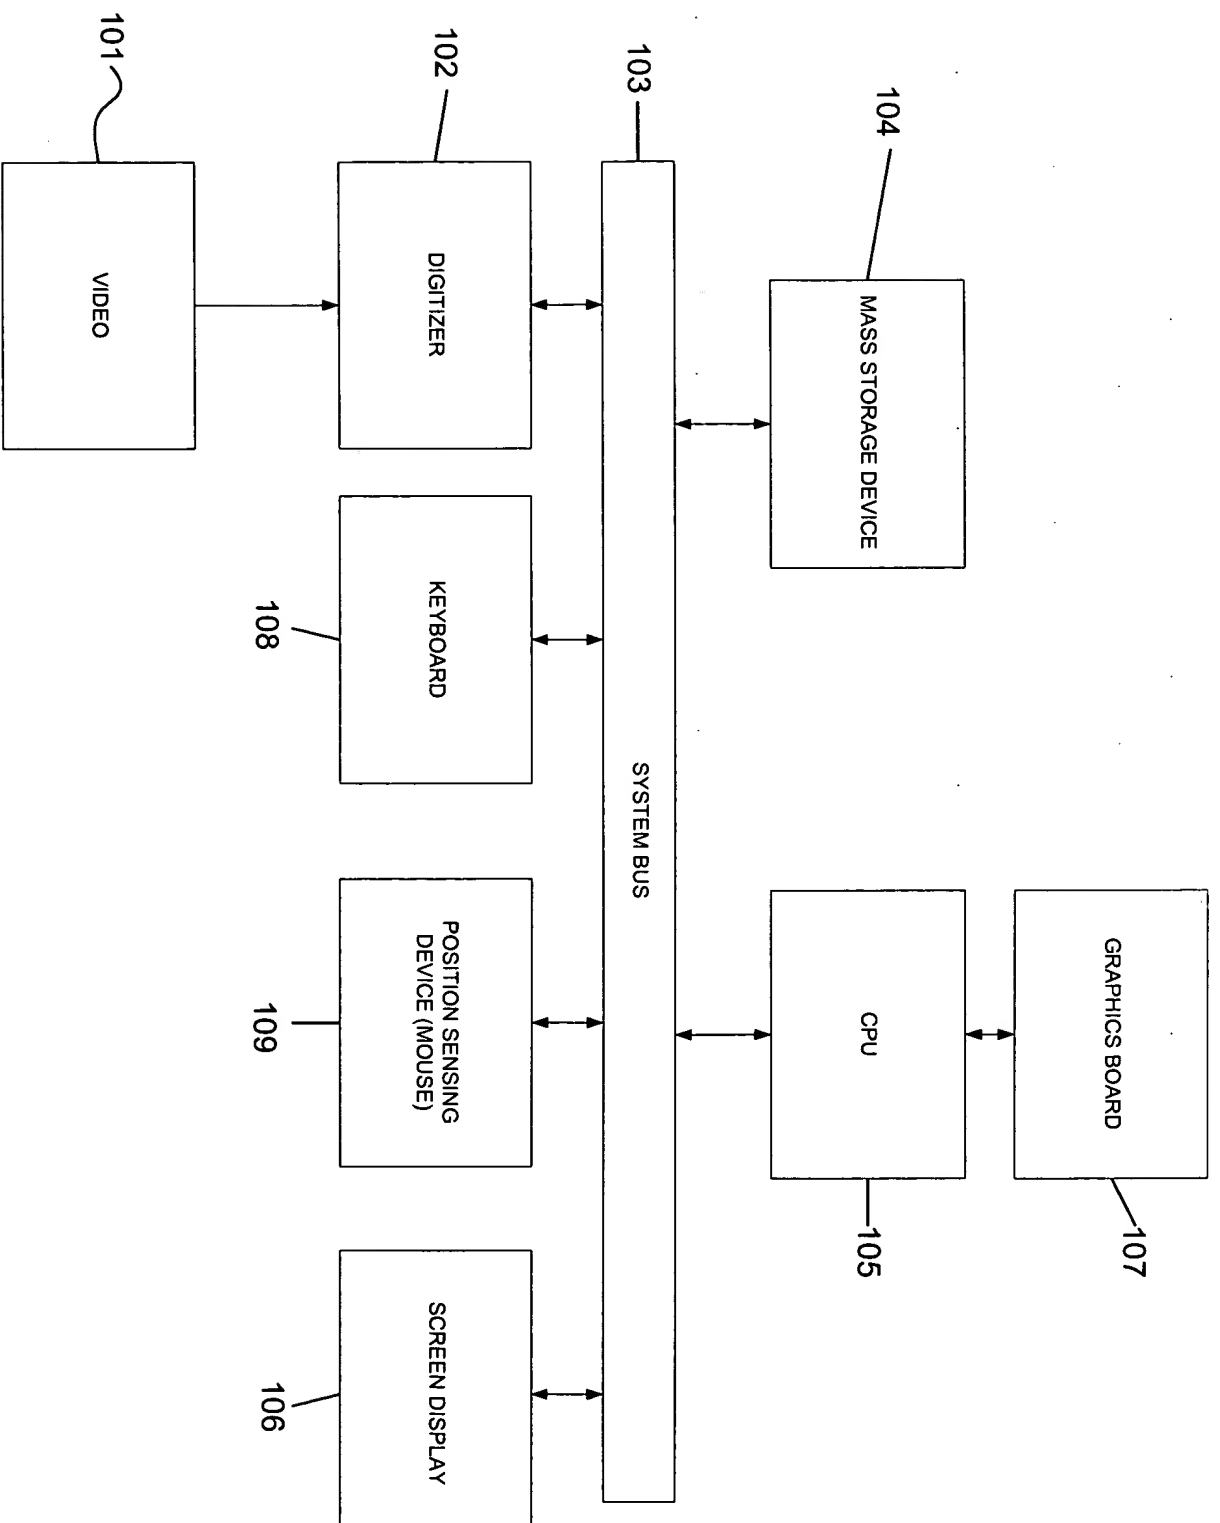 107
GRAPHICS BOARD
104
MASS STORAGE DEVICE
CPU
105
103
SYSTEM BUS
102
DIGITIZER
KEYBOARD
108
POSITION SENSING
DEVICE (MOUSE)
109
SCREEN DISPLAY
106
101
VIDEO